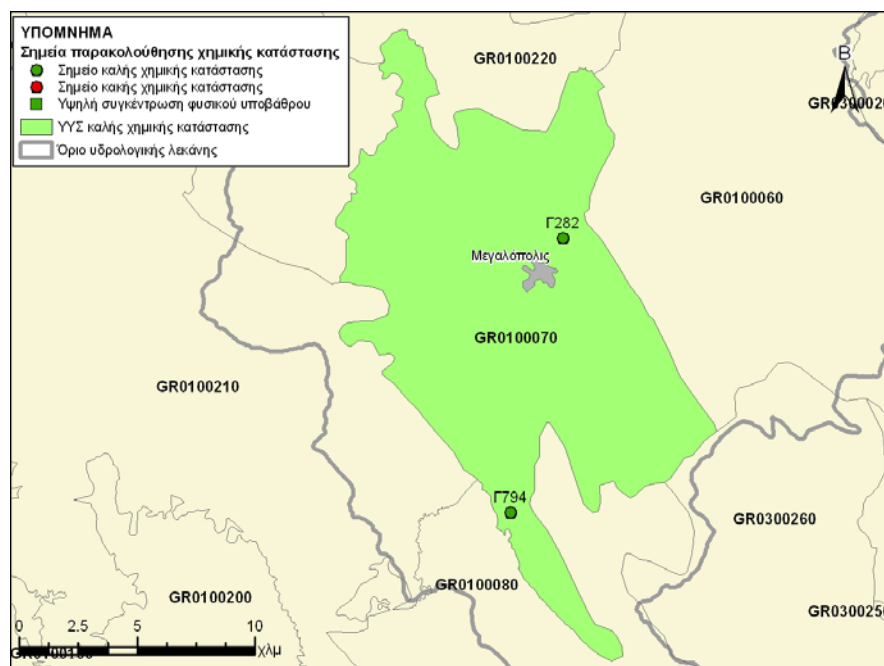 ΥΠΟΜΝΗΜΑ
Σημεία παρακολούθησης χημικής κατάστασης
Σημείο καλής χημικής κατάστασης
Σημείο κακής χημικής κατάστασης
Υψηλή συγκέντρωση φυσικού υποβάθρου
ΥΥΣ καλής χημικής κατάστασης
Όριο υδρολογικής λεκάνης
GR0100220
Β
GR0300020
GR0100060
Γ282
Μεγαλόπολις
GR0100070
GR0100210
Γ794
GR0300260
GR0100080
GR0100200
GR0300250
0 2.5 5 10
χλμ